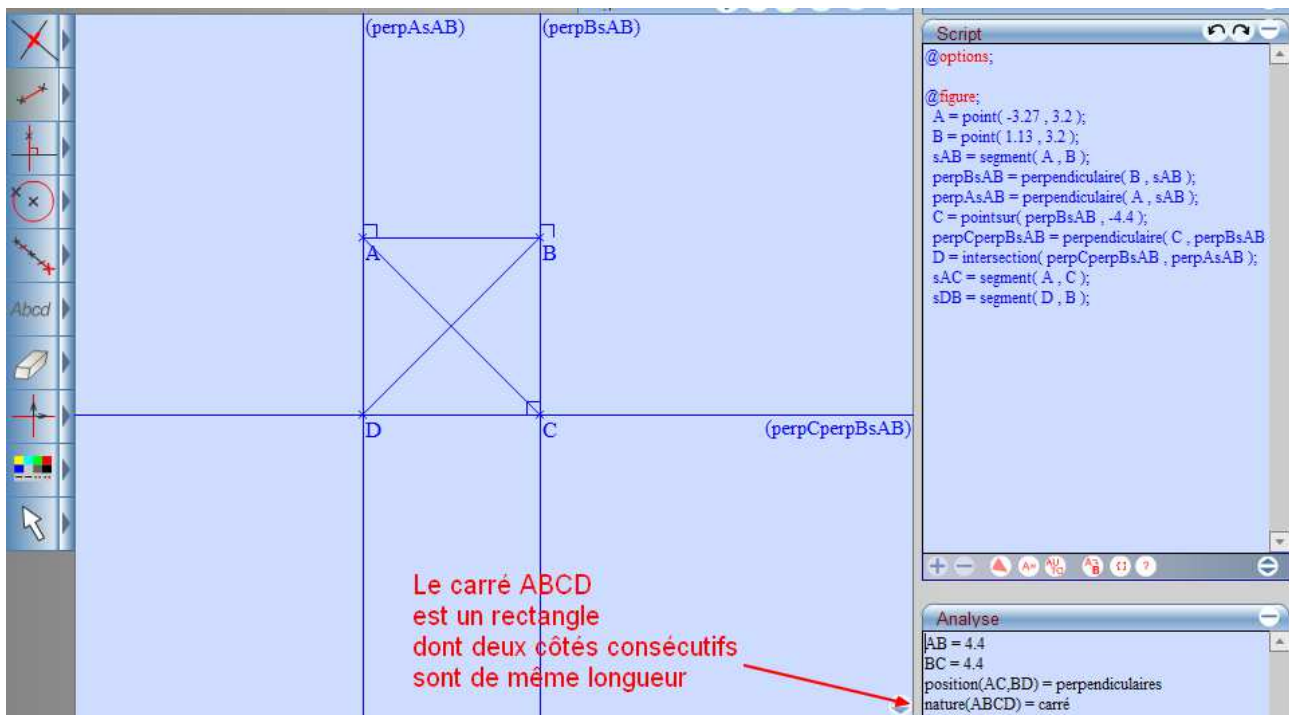 (perpAsAB)
(perpBsAB)
A
B
D
C
(perpCperpBsAB)
Le carré ABCD
est un rectangle
dont deux côtés consécutifs
sont de même longueur
Abcd
Script
@options;
@figure;
A = point( -3.27 , 3.2 );
B = point( 1.13 , 3.2 );
sAB = segment( A , B );
perpBsAB = perpendiculaire( B , sAB );
perpAsAB = perpendiculaire( A , sAB );
C = pointsur( perpBsAB , -4.4 );
perpCperpBsAB = perpendiculaire( C , perpBsAB
D = intersection( perpCperpBsAB , perpAsAB );
sAC = segment( A , C );
sDB = segment( D , B );
Analyse
AB = 4.4
BC = 4.4
position(AC,BD) = perpendiculaires
nature(ABCD) = carré